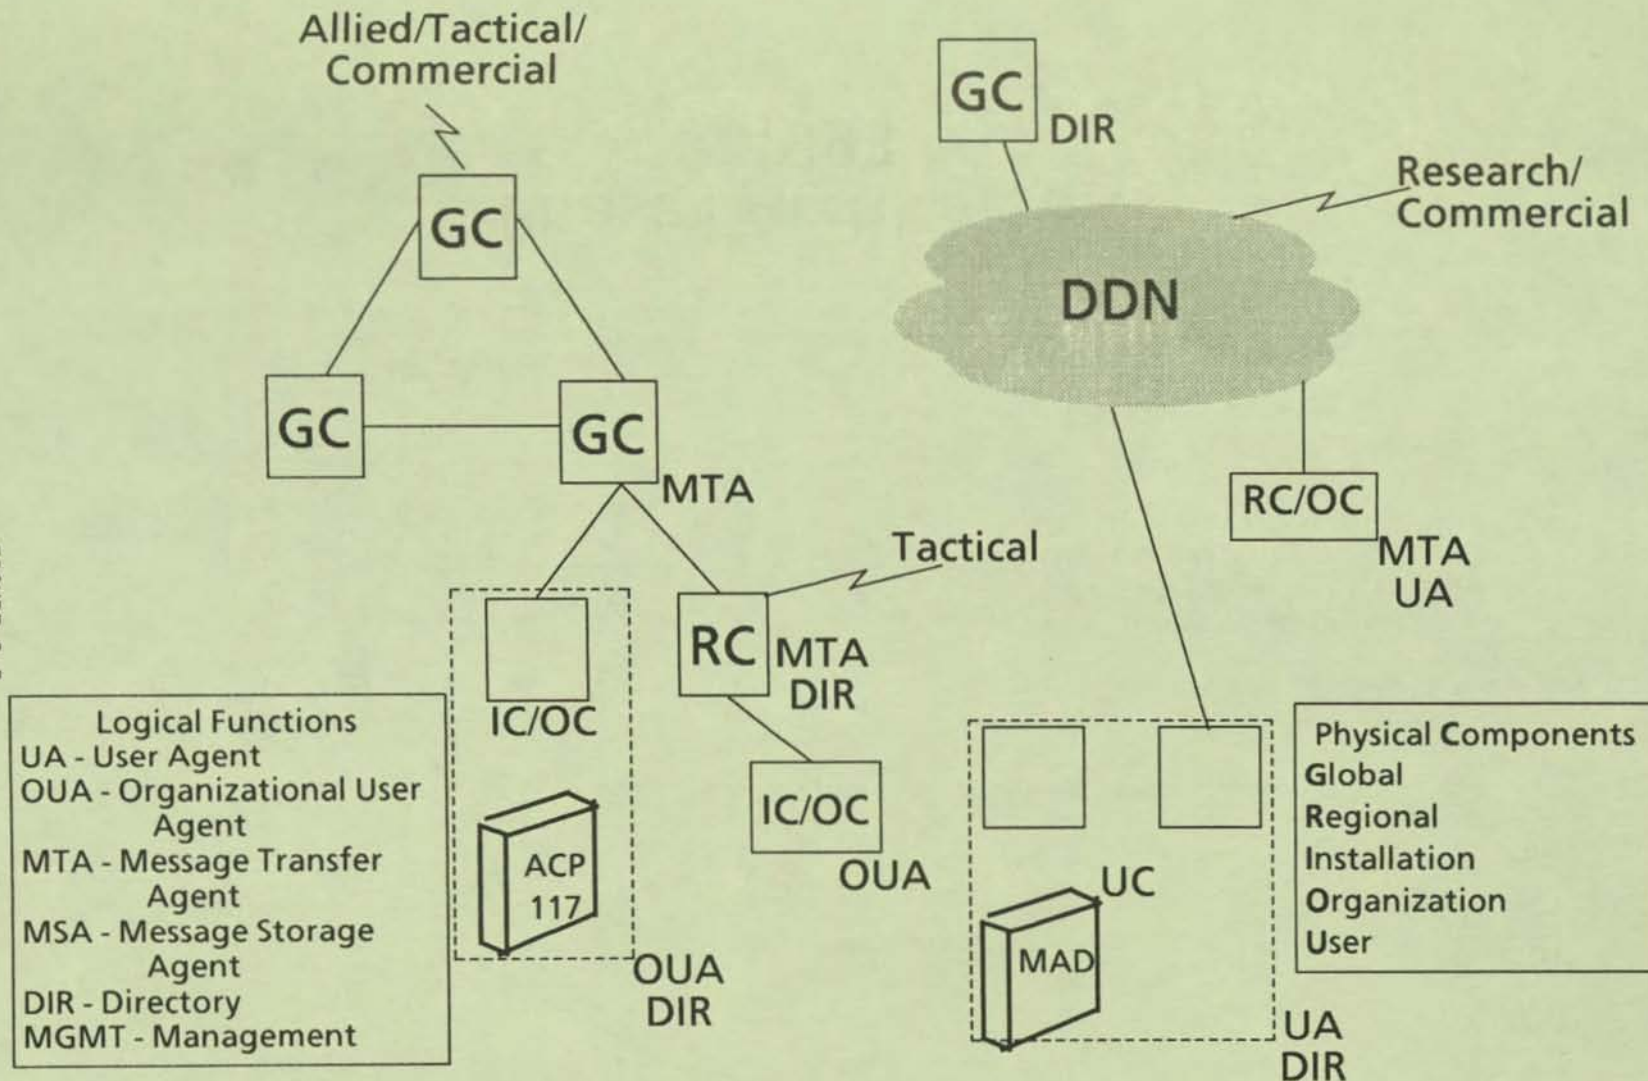 Allied/Tactical/
Commercial
GC
GC
GC
MTA
GC
DIR
Research/
Commercial
DDN
RC/OC
MTA
UA
Tactical
RC
MTA
DIR
IC/OC
ACP
117
OUA
DIR
IC/OC
OUA
UC
MAD
UA
DIR
Logical Functions
UA - User Agent
OUA - Organizational User
Agent
MTA - Message Transfer
Agent
MSA - Message Storage
Agent
DIR - Directory
MGMT - Management
Physical Components
Global
Regional
Installation
Organization
User